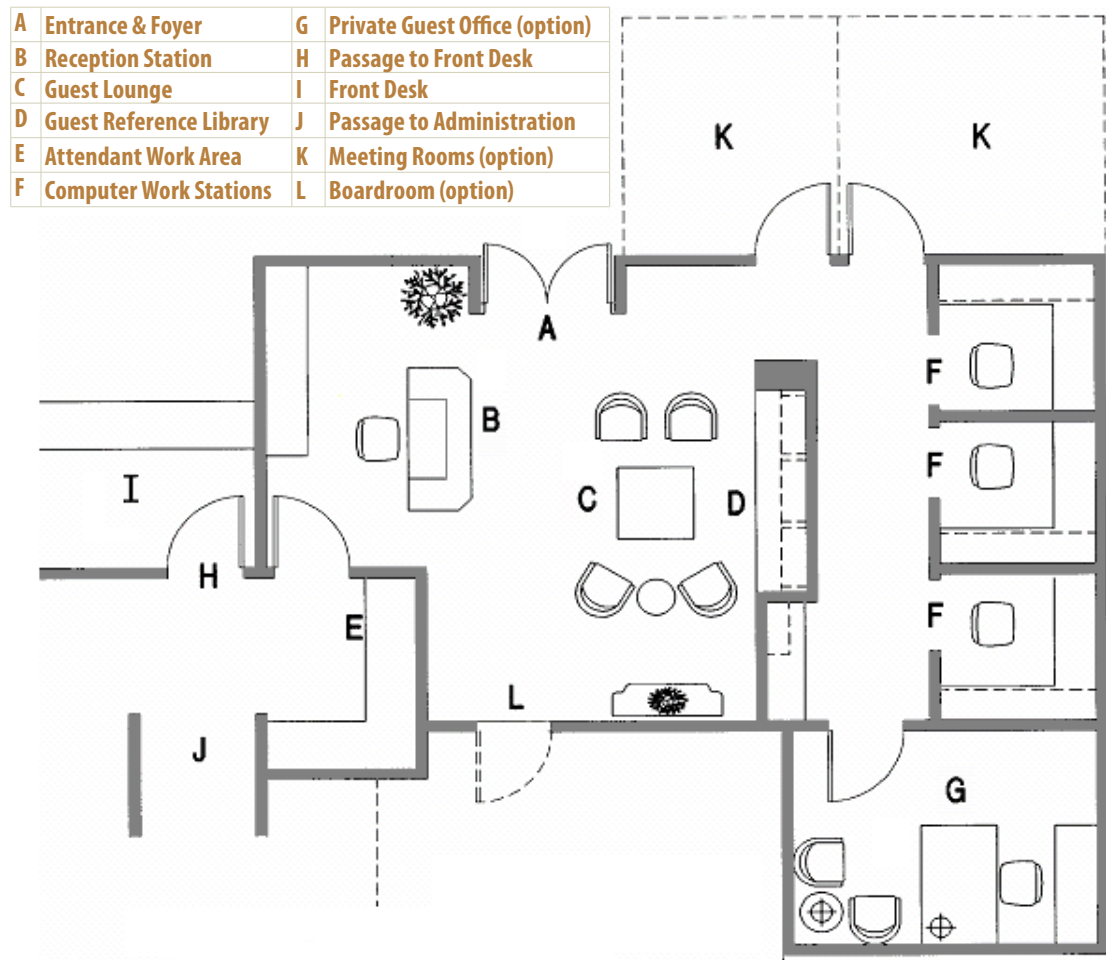 A Entrance & Foyer G Private Guest Office (option)
B Reception Station H Passage to Front Desk
C Guest Lounge I Front Desk
D Guest Reference Library J Passage to Administration
E Attendant Work Area K Meeting Rooms (option)
F Computer Work Stations L Boardroom (option)
K K
A
F
B
F
I C D
H
F
E
L
J
G